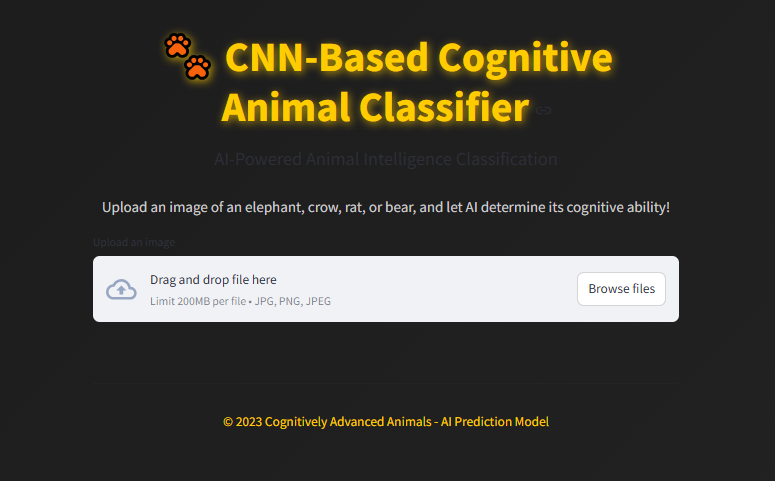 CNN-Based Cognitive
Animal Classifier
AI-Powered Animal Intelligence Classification
Upload an image of an elephant, crow, rat, or bear, and let AI determine its cognitive ability!
Upload an image
Drag and drop file here
Limit 200MB per file • JPG, PNG, JPEG
Browse files
© 2023 Cognitively Advanced Animals - AI Prediction Model